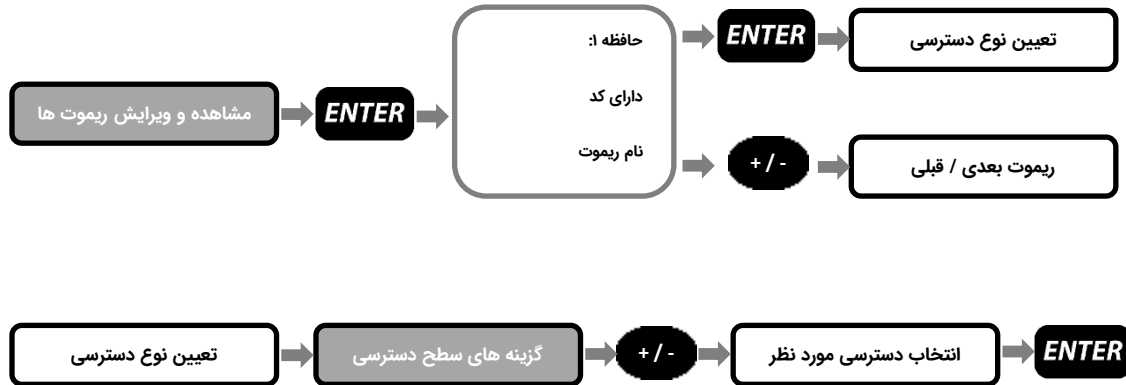 مشاهده و ویرایش ریموت ها
ENTER
حافظه ۱:
دارای کد
نام ریموت
ENTER
تعیین نوع دسترسی
+ / -
ریموت بعدی / قبلی
تعیین نوع دسترسی
گزینه های سطح دسترسی
+ / -
انتخاب دسترسی مورد نظر
ENTER